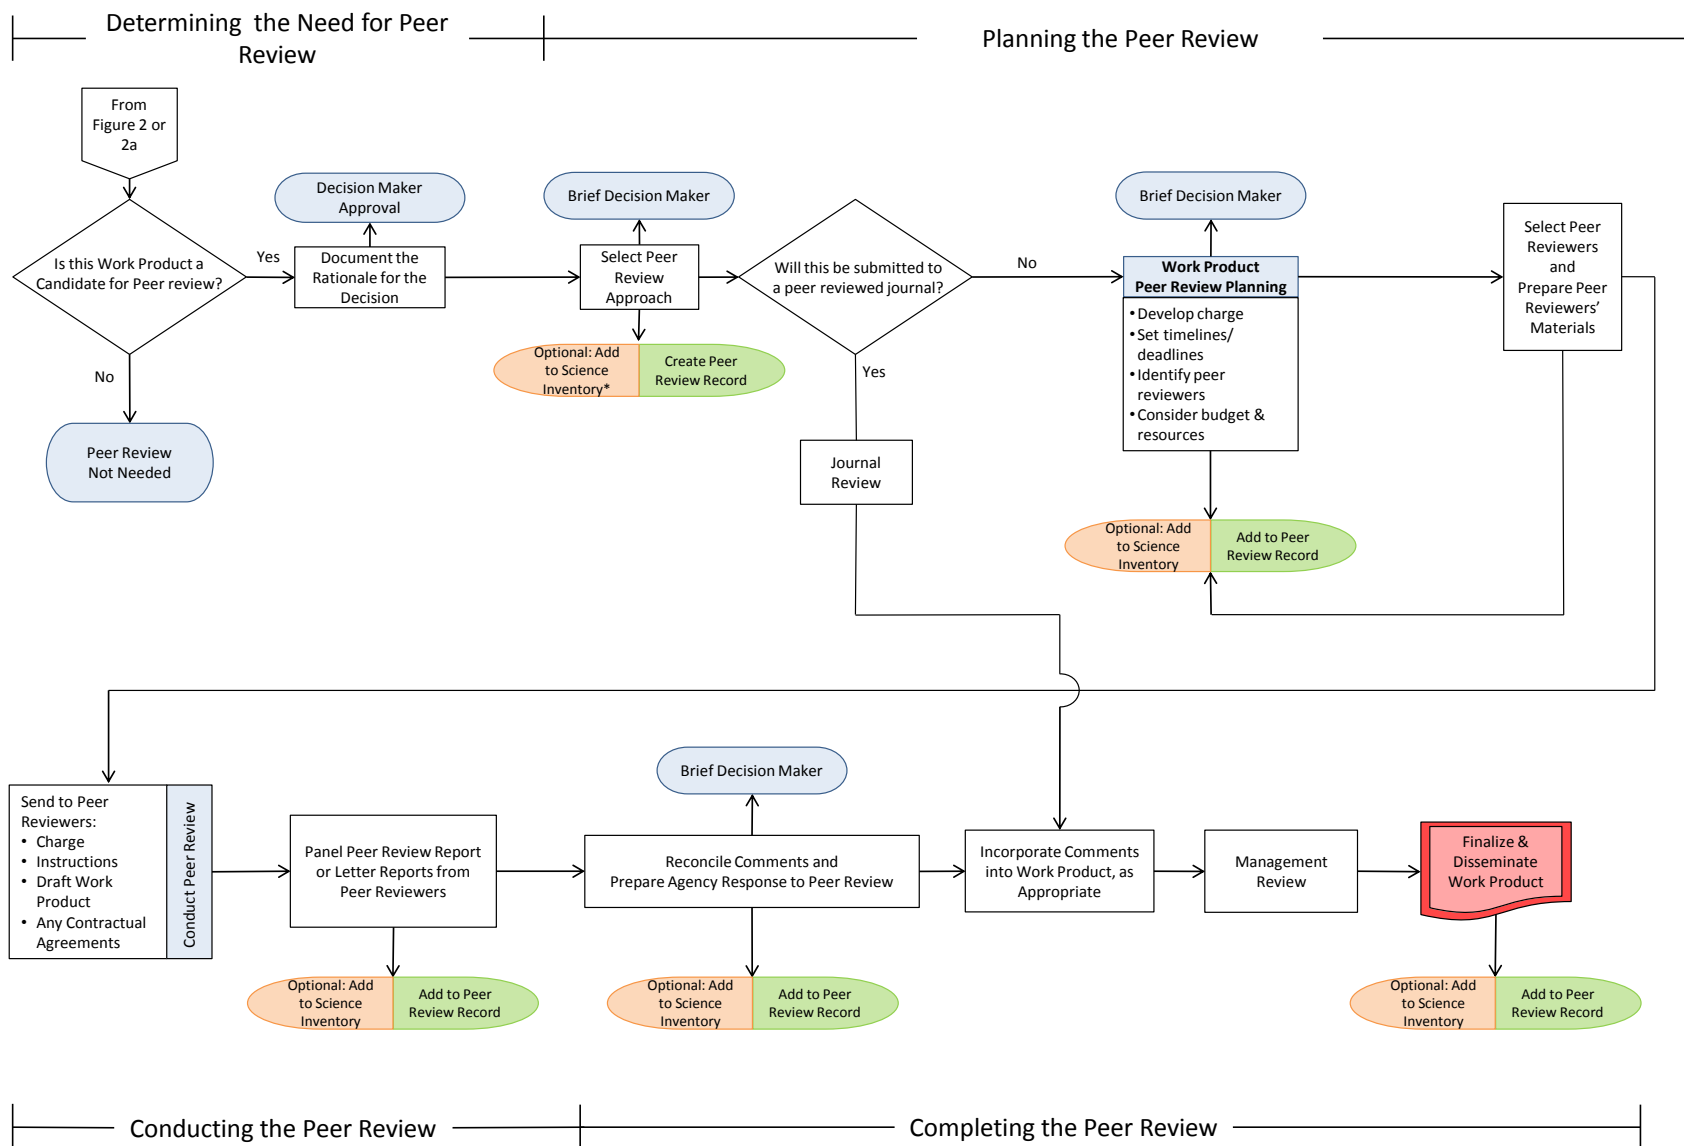 Determining the Need for Peer
Review
Planning the Peer Review
From
Figure 2 or
2a
Is this Work Product a
Candidate for Peer review?
Yes
No
Peer Review
Not Needed
Decision Maker
Approval
Document the
Rationale for the
Decision
Brief Decision Maker
Select Peer
Review
Approach
Optional: Add
to Science
Inventory*
Create Peer
Review Record
Will this be submitted to
a peer reviewed journal?
No
Yes
Journal
Review
Brief Decision Maker
Work Product
Peer Review Planning
• Develop charge
• Set timelines/
deadlines
• Identify peer
reviewers
• Consider budget &
resources
Optional: Add
to Science
Inventory
Add to Peer
Review Record
Select Peer
Reviewers
and
Prepare Peer
Reviewers'
Materials
Send to Peer
Reviewers:
• Charge
• Instructions
• Draft Work
Product
• Any Contractual
Agreements
Conduct Peer Review
Panel Peer Review Report
or Letter Reports from
Peer Reviewers
Optional: Add
to Science
Inventory
Add to Peer
Review Record
Brief Decision Maker
Reconcile Comments and
Prepare Agency Response to Peer Review
Optional: Add
to Science
Inventory
Add to Peer
Review Record
Incorporate Comments
into Work Product, as
Appropriate
Management
Review
Finalize &
Disseminate
Work Product
Optional: Add
to Science
Inventory
Add to Peer
Review Record
Conducting the Peer Review
Completing the Peer Review